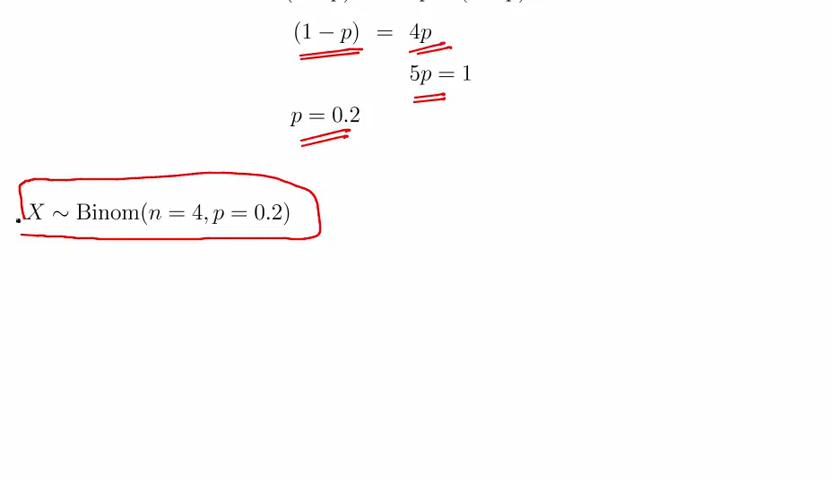 (1 − p) = 4p
5p = 1
p = 0.2
X ∼ Binom(n = 4, p = 0.2)